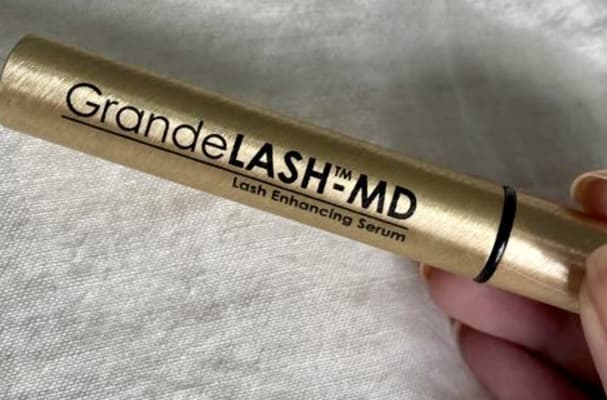 GrandeLASH™-MD
Lash Enhancing Serum